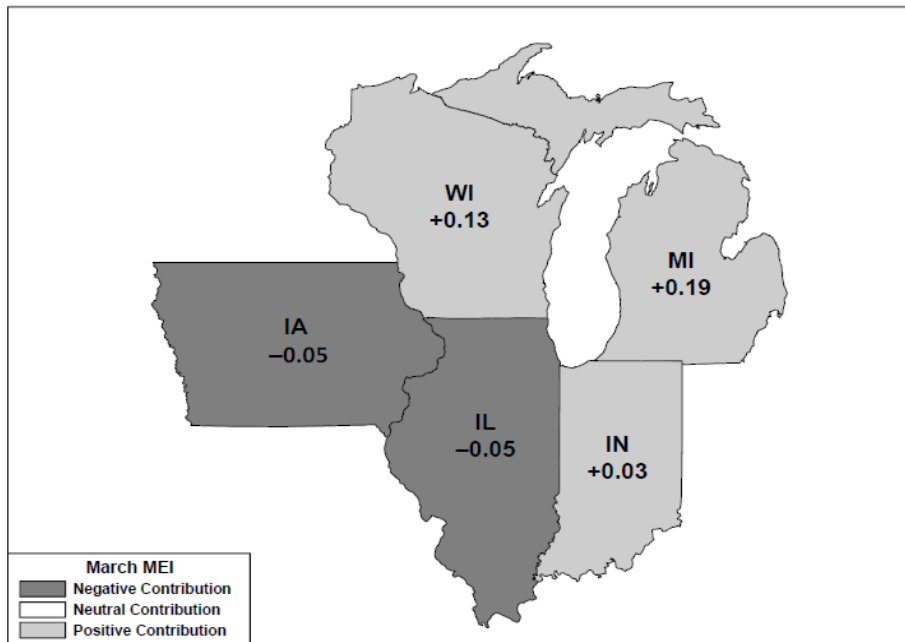 WI
+0.13
MI
+0.19
IA
–0.05
IL
–0.05
IN
+0.03
March MEI
Negative Contribution
Neutral Contribution
Positive Contribution